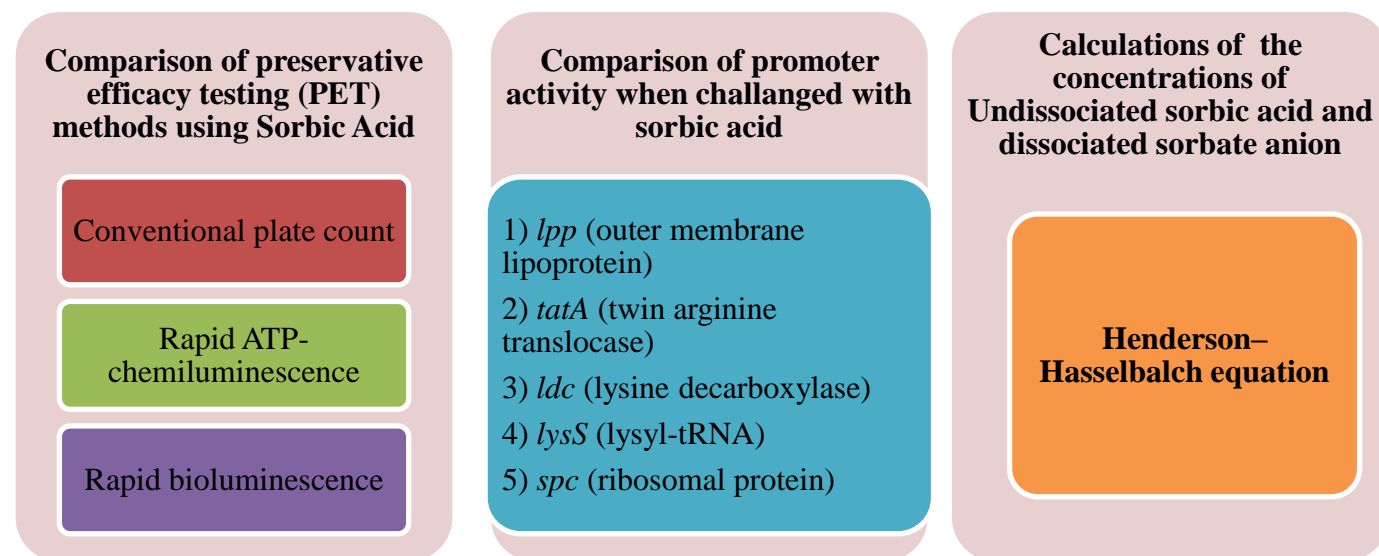 Comparison of preservative
efficacy testing (PET)
methods using Sorbic Acid
Conventional plate count
Rapid ATP-
chemiluminescence
Rapid bioluminescence
Comparison of promoter
activity when challanged with
sorbic acid
1) lpp (outer membrane
lipoprotein)
2) tatA (twin arginine
translocase)
3) ldc (lysine decarboxylase)
4) lysS (lysyl-tRNA)
5) spc (ribosomal protein)
Calculations of the
concentrations of
Undissociated sorbic acid and
dissociated sorbate anion
Henderson–
Hasselbalch equation